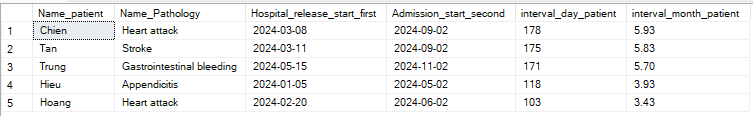 Name_patient Name_Pathology Hospital_release_start_first Admission_start_second interval_day_patient interval_month_patient
1 Chien Heart attack 2024-03-08 2024-09-02 178 5.93
2 Tan Stroke 2024-03-11 2024-09-02 175 5.83
3 Trung Gastrointestinal bleeding 2024-05-15 2024-11-02 171 5.70
4 Hieu Appendicitis 2024-01-05 2024-05-02 118 3.93
5 Hoang Heart attack 2024-02-20 2024-06-02 103 3.43